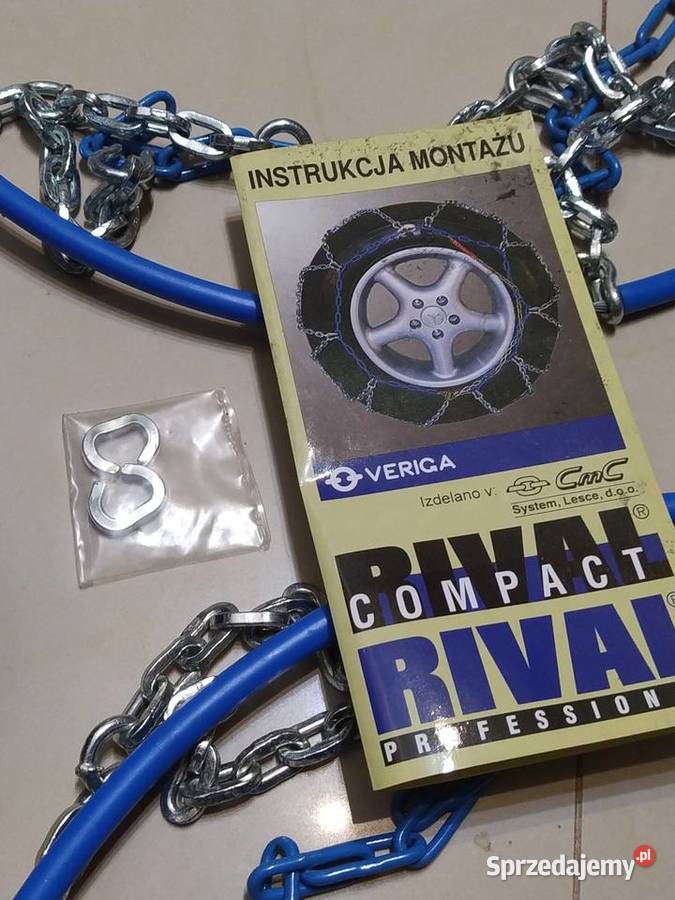 INSTRUKCJA MONTAŻU
VERIGA
Izdelano v: CMC
System, Lesce, d.o.o.
RIVAL®
COMPACT
RIVAL®
PROFESSION
Sprzedajemy.pl